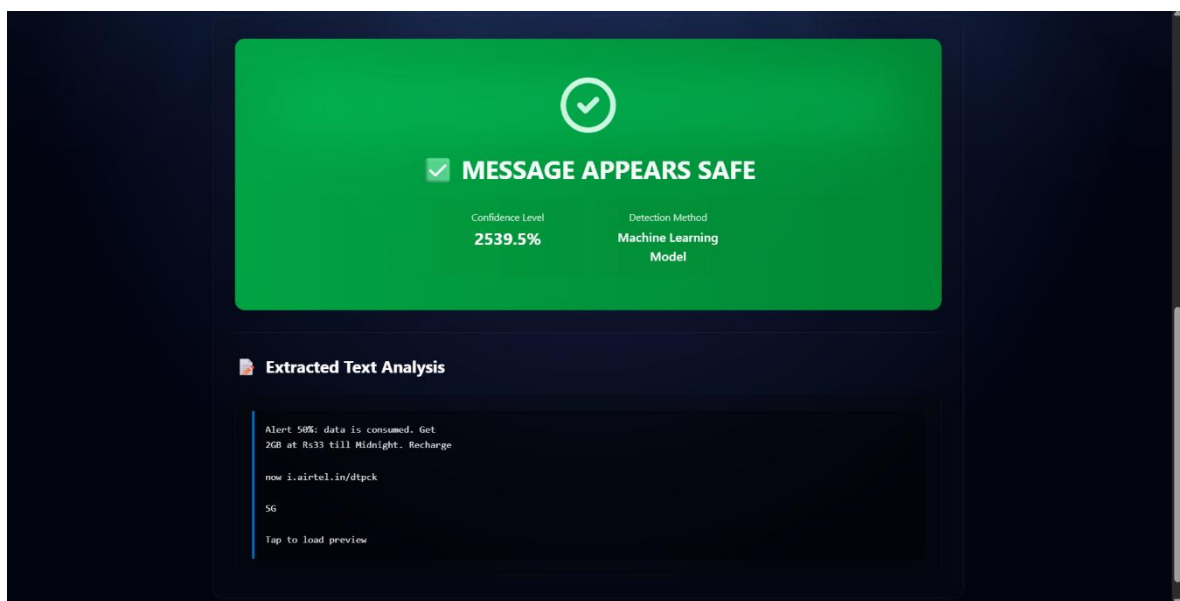 ✅ MESSAGE APPEARS SAFE
Confidence Level
2539.5%
Detection Method
Machine Learning
Model
📝 Extracted Text Analysis
Alert 50%: data is consumed. Get
2GB at Rs33 till Midnight. Recharge
now i.airtel.in/dtpck
SG
Tap to load preview